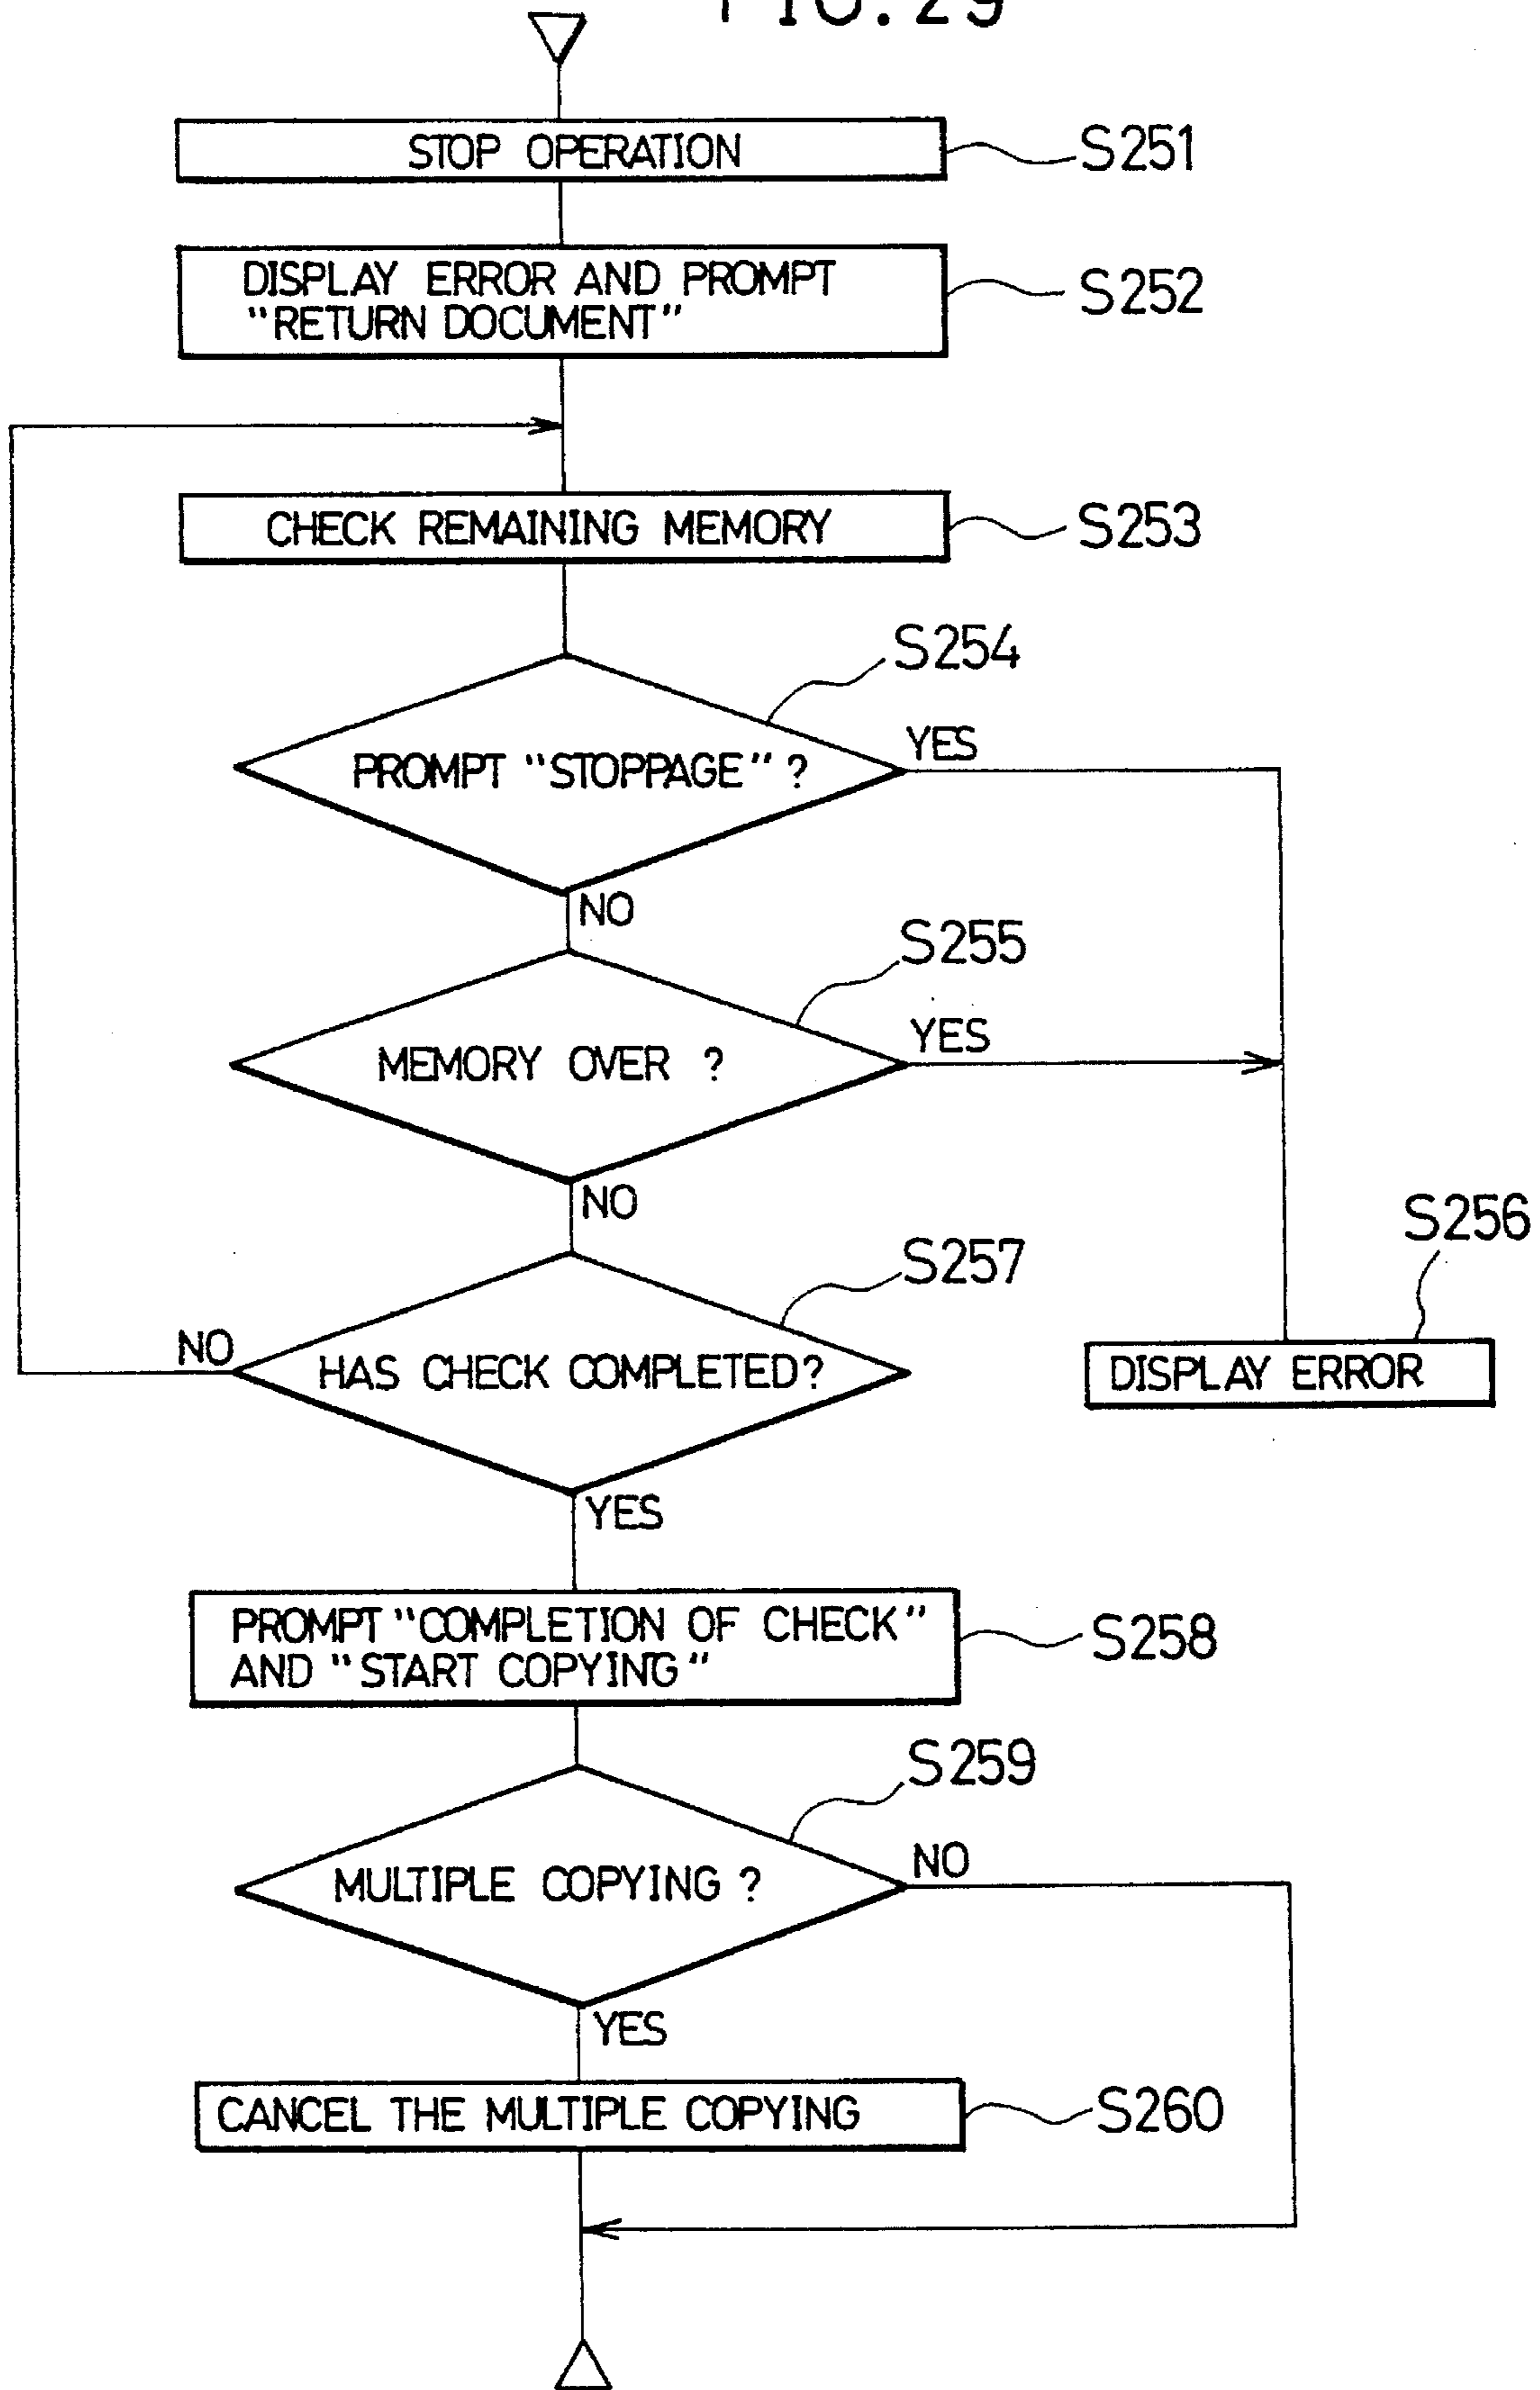 FIG. 29
STOP OPERATION
S251
DISPLAY ERROR AND PROMPT
"RETURN DOCUMENT"
S252
CHECK REMAINING MEMORY
S253
S254
PROMPT "STOPPAGE" ?
YES
NO
S255
MEMORY OVER ?
YES
NO
S256
S257
NO
HAS CHECK COMPLETED?
DISPLAY ERROR
YES
PROMPT "COMPLETION OF CHECK"
AND "START COPYING"
S258
S259
MULTIPLE COPYING ?
NO
YES
CANCEL THE MULTIPLE COPYING
S260